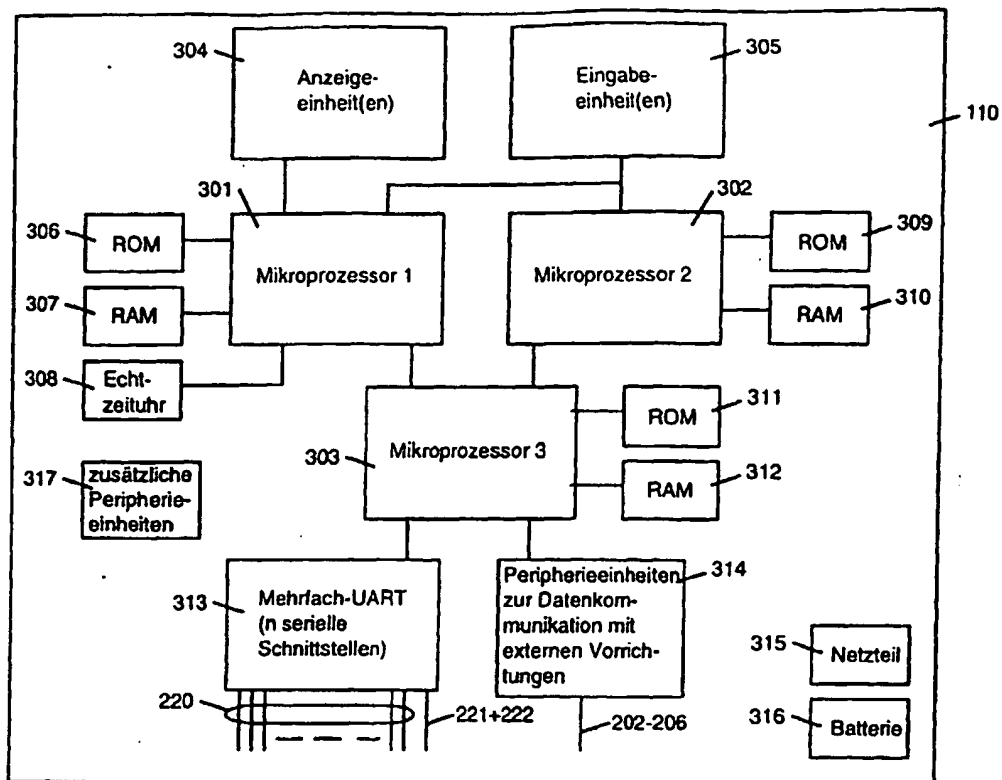 304
Anzeige-
einheit(en)
305
Eingabe-
einheit(en)
110
301
302
306
ROM
Mikroprozessor 1
Mikroprozessor 2
ROM
309
307
RAM
RAM
310
308
Echt-
zeituhr
303
Mikroprozessor 3
ROM
311
RAM
312
317
zusätzliche
Peripherie-
einheiten
313
Mehrfach-UART
(n serielle
Schnittstellen)
Peripherieeinheiten
zur Datenkom-
munikation mit
externen Vorrich-
tungen
314
315
Netzteil
220
221+222
202-206
316
Batterie